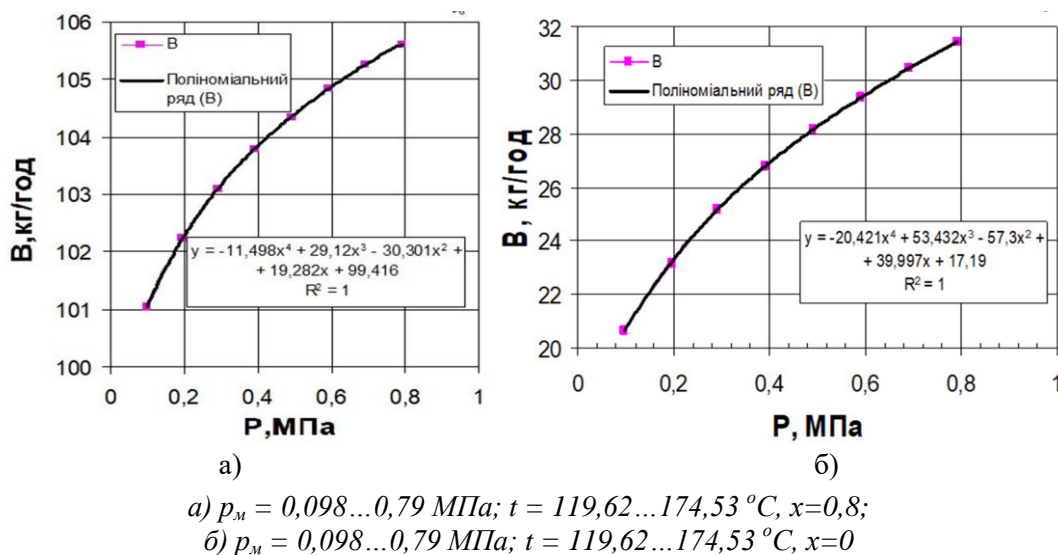 106
105
104
103
102
101
100
B
Поліноміальний
ряд (В)
y = -11,498x⁴ + 29,12x³ - 30,301x² +
+ 19,282x + 99,416
R² = 1
0
0,2
0,4
0,6
0,8
1
В,кг/год
Р,МПа
а)
32
30
28
26
24
22
20
B
Поліноміальний ряд (В)
y = -20,421x⁴ + 53,432x³ - 57,3x² +
+ 39,997x + 17,19
R² = 1
0
0,2
0,4
0,6
0,8
1
В , кг/год
Р, МПа
б)
а) pм = 0,098…0,79 МПа; t = 119,62…174,53 °С, x=0,8;
б) pм = 0,098…0,79 МПа; t = 119,62…174,53 °С, x=0